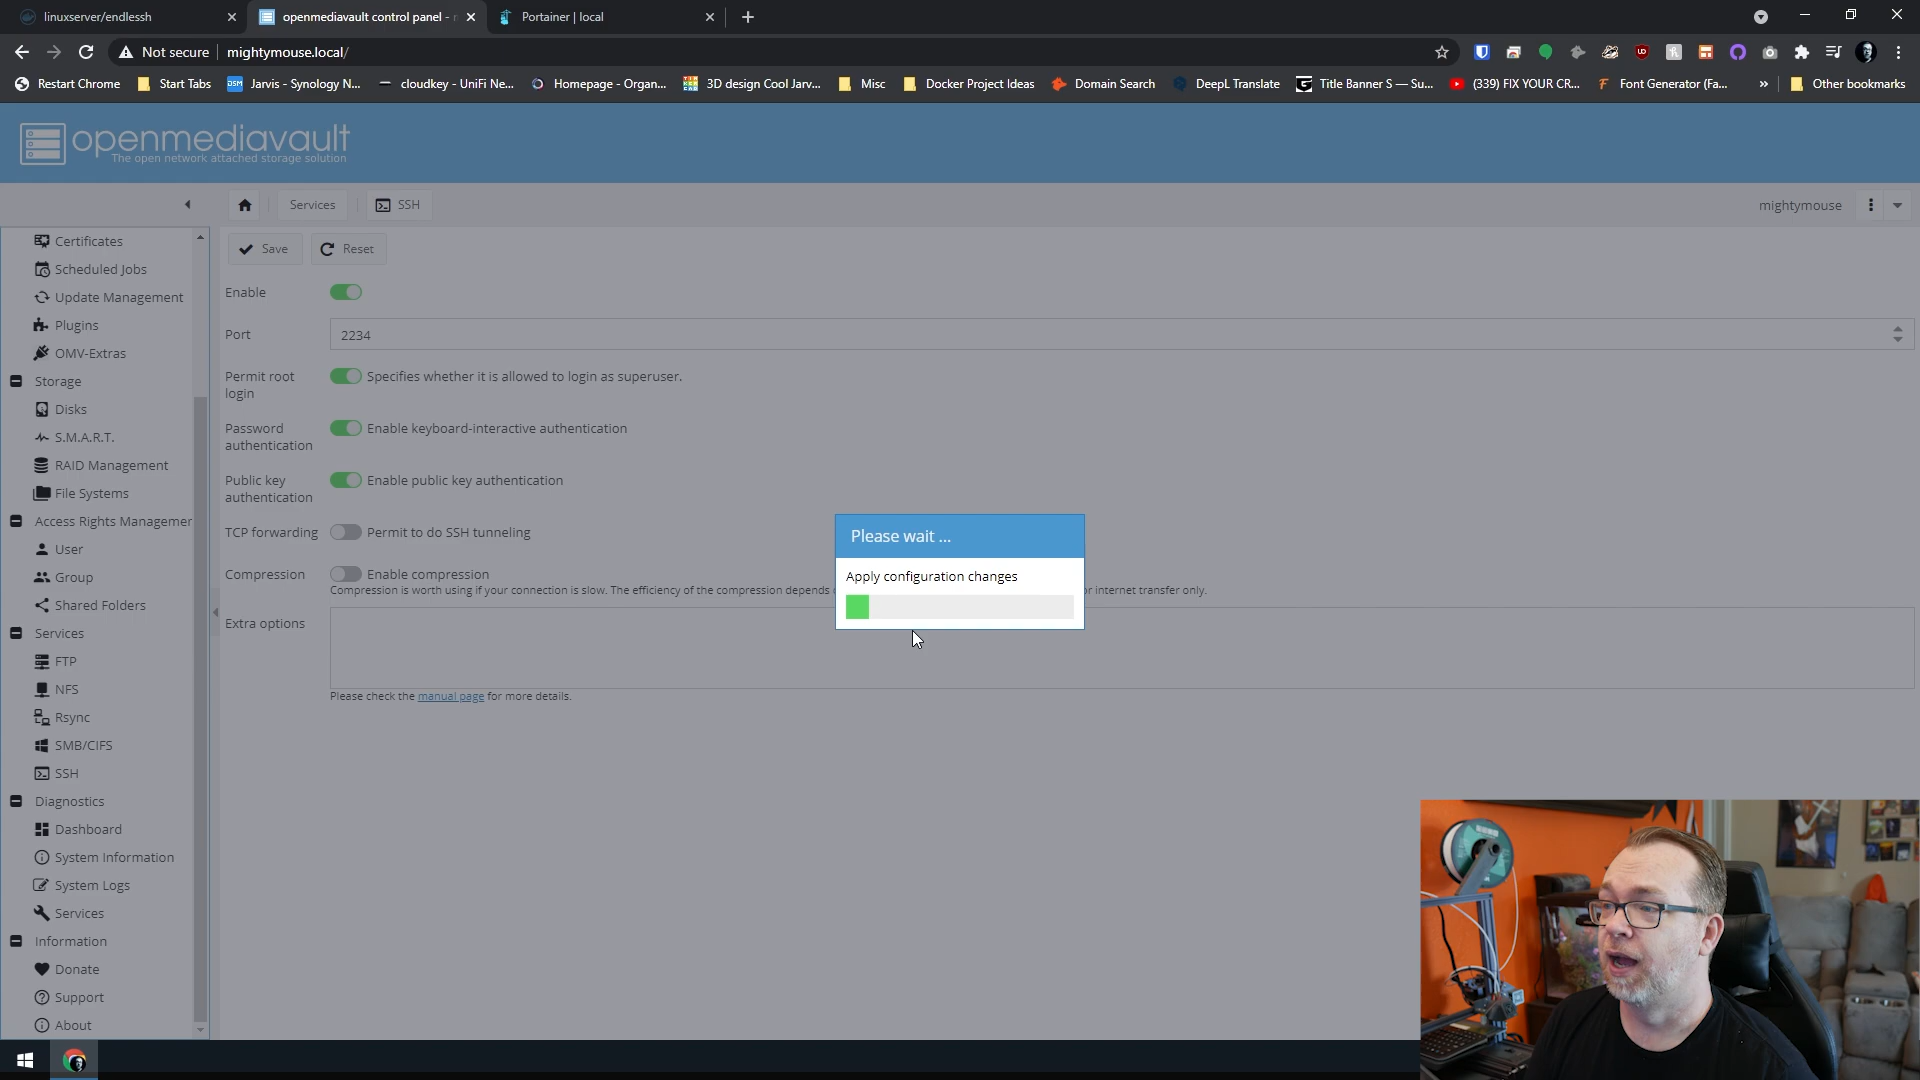 linuxserver/endlessh
openmediavault control panel -
Portainer | local
Not secure
mightymouse.local/
Restart Chrome
Start Tabs
Jarvis - Synology N...
cloudkey - UniFi Ne...
Homepage - Organ...
3D design Cool Jarv...
Misc
Docker Project Ideas
Domain Search
DeepL Translate
Title Banner S — Su...
(339) FIX YOUR CR...
Font Generator (Fa...
»
Other bookmarks
openmediavault
The open network attached storage solution
Services
SSH
mightymouse
Certificates
Scheduled Jobs
Update Management
Plugins
OMV-Extras
Storage
Disks
S.M.A.R.T.
RAID Management
File Systems
Access Rights Managemer
User
Group
Shared Folders
Services
FTP
NFS
Rsync
SMB/CIFS
SSH
Diagnostics
Dashboard
System Information
System Logs
Services
Information
Donate
Support
About
Save
Reset
Enable
Port
2234
Permit root
login
Specifies whether it is allowed to login as superuser.
Password
authentication
Enable keyboard-interactive authentication
Public key
authentication
Enable public key authentication
TCP forwarding
Permit to do SSH tunneling
Compression
Enable compression
Compression is worth using if your connection is slow. The efficiency of the compression depends
or internet transfer only.
Extra options
Please check the manual page for more details.
Please wait ...
Apply configuration changes